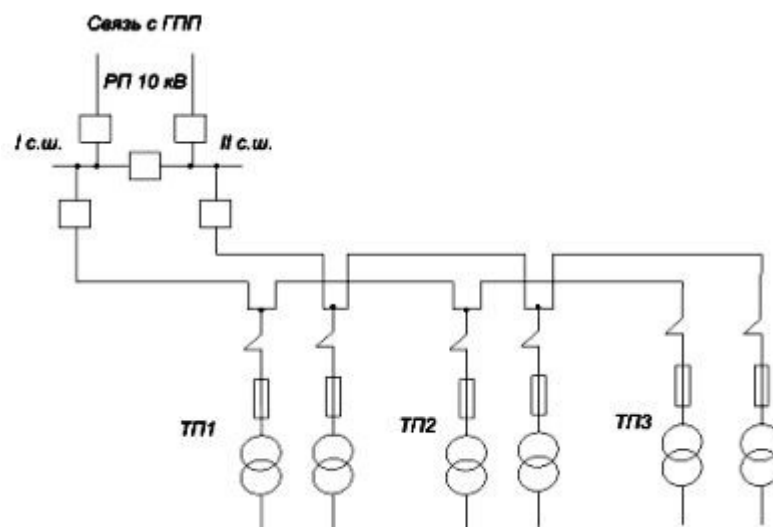 Связь с ГПП
РП 10 кВ
I с.ш.
II с.ш.
ТП1
ТП2
ТП3